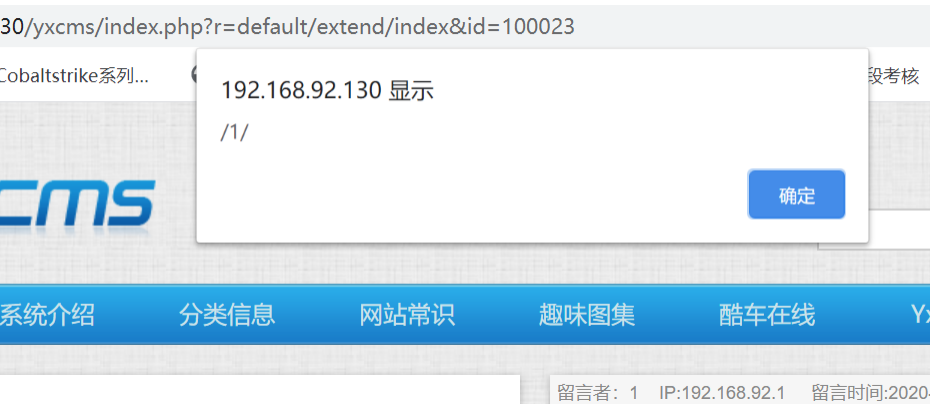 30/yxcms/index.php?r=default/extend/index&id=100023
Cobaltstrike系列...
段考核
192.168.92.130 显示
/1/
确定
cms
系统介绍 分类信息 网站常识 趣味图集 酷车在线 Yx
留言者：1 IP:192.168.92.1 留言时间:2020-